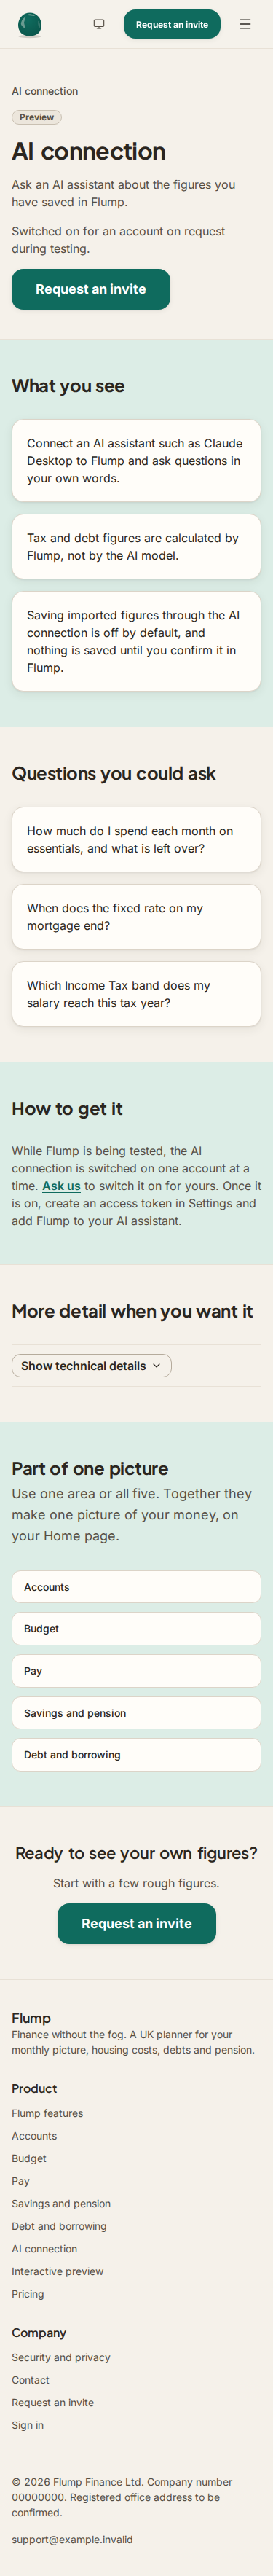 Request an invite
AI connection
Preview
AI connection
Ask an AI assistant about the figures you
have saved in Flump.
Switched on for an account on request
during testing.
Request an invite
What you see
Connect an AI assistant such as Claude
Desktop to Flump and ask questions in
your own words.
Tax and debt figures are calculated by
Flump, not by the AI model.
Saving imported figures through the AI
connection is off by default, and
nothing is saved until you confirm it in
Flump.
Questions you could ask
How much do I spend each month on
essentials, and what is left over?
When does the fixed rate on my
mortgage end?
Which Income Tax band does my
salary reach this tax year?
How to get it
While Flump is being tested, the AI
connection is switched on one account at a
time. Ask us to switch it on for yours. Once it
is on, create an access token in Settings and
add Flump to your AI assistant.
More detail when you want it
Show technical details
Part of one picture
Use one area or all five. Together they
make one picture of your money, on
your Home page.
Accounts
Budget
Pay
Savings and pension
Debt and borrowing
Ready to see your own figures?
Start with a few rough figures.
Request an invite
Flump
Finance without the fog. A UK planner for your
monthly picture, housing costs, debts and pension.
Product
Flump features
Accounts
Budget
Pay
Savings and pension
Debt and borrowing
AI connection
Interactive preview
Pricing
Company
Security and privacy
Contact
Request an invite
Sign in
© 2026 Flump Finance Ltd. Company number
00000000. Registered office address to be
confirmed.
support@example.invalid